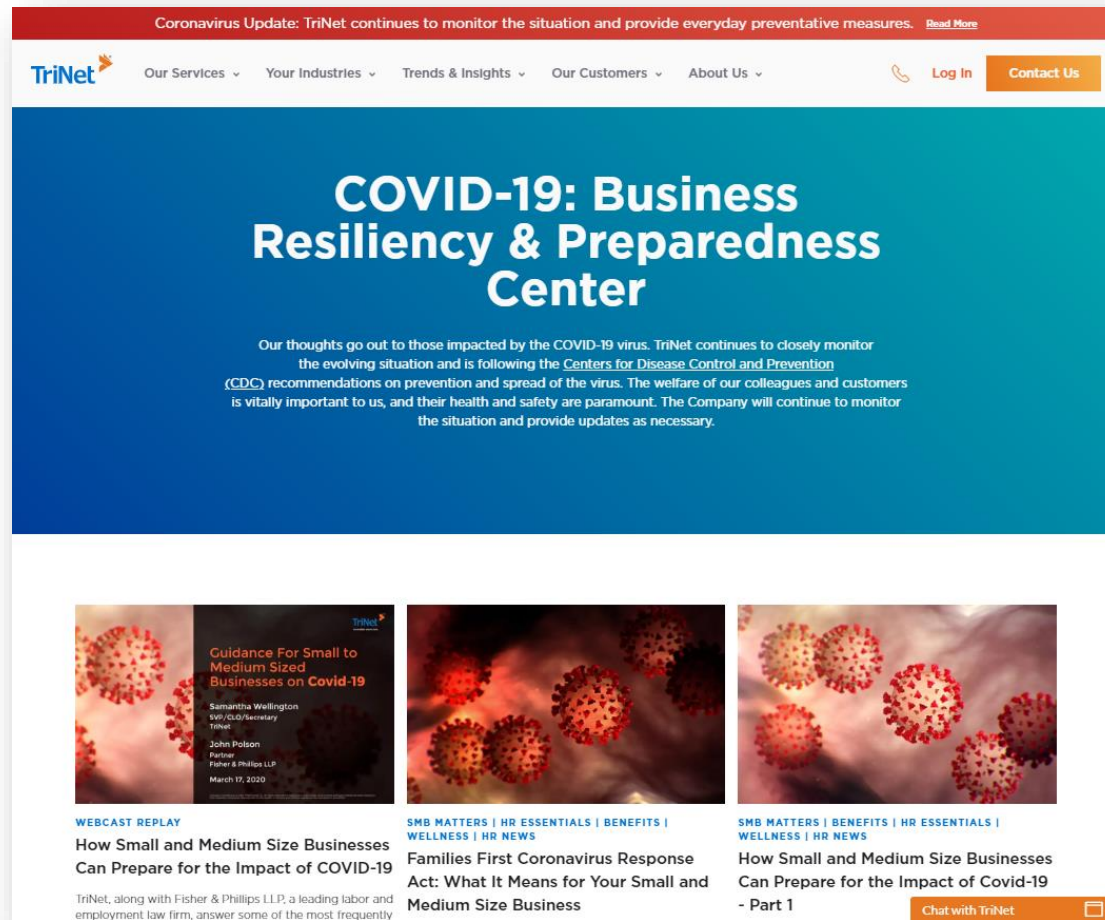 Coronavirus Update: TriNet continues to monitor the situation and provide everyday preventative measures. Read More
TriNet
Our Services
Your Industries
Trends & Insights
Our Customers
About Us
Log In
Contact Us
COVID-19: Business
Resiliency & Preparedness
Center
Our thoughts go out to those impacted by the COVID-19 virus. TriNet continues to closely monitor
the evolving situation and is following the Centers for Disease Control and Prevention
(CDC) recommendations on prevention and spread of the virus. The welfare of our colleagues and customers
is vitally important to us, and their health and safety are paramount. The Company will continue to monitor
the situation and provide updates as necessary.
TriNet
Guidance For Small to
Medium Sized
Businesses on Covid-19
Samantha Wellington
SVP/CLO/Secretary
TriNet
John Polson
Partner
Fisher & Phillips LLP
March 17, 2020
WEBCAST REPLAY
How Small and Medium Size Businesses
Can Prepare for the Impact of COVID-19
TriNet, along with Fisher & Phillips LLP, a leading labor and
employment law firm, answer some of the most frequently
SMB MATTERS | HR ESSENTIALS | BENEFITS |
WELLNESS | HR NEWS
Families First Coronavirus Response
Act: What It Means for Your Small and
Medium Size Business
SMB MATTERS | BENEFITS | HR ESSENTIALS |
WELLNESS | HR NEWS
How Small and Medium Size Businesses
Can Prepare for the Impact of Covid-19
- Part 1
Chat with TriNet